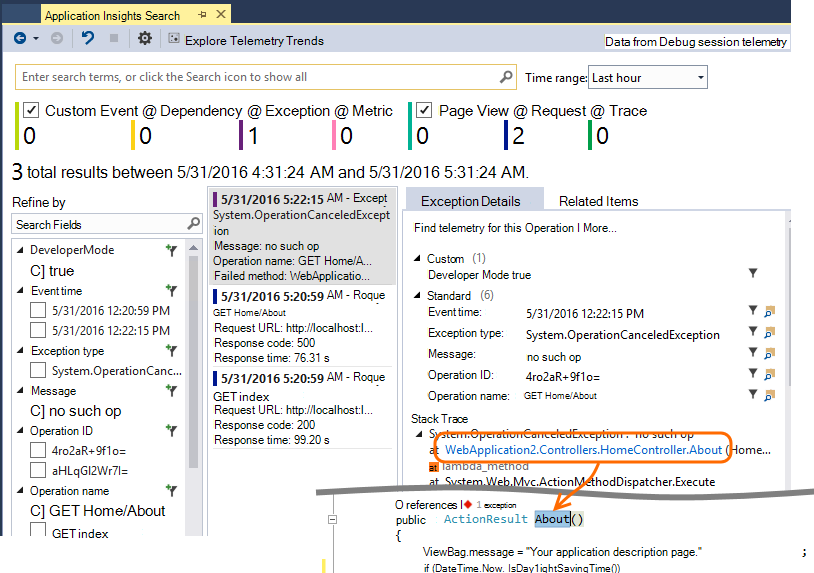 Application Insights Search
Explore Telemetry Trends
Data from Debug session telemetry
Enter search terms, or click the Search icon to show all
Time range: Last hour
Custom Event @ Dependency @ Exception @ Metric
Page View @ Request @ Trace
0 0 1 0 0 2 0
3 total results between 5/31/2016 4:31:24 AM and 5/31/2016 5:31:24 AM.
Refine by
Search Fields
DeveloperMode
C] true
Event time
5/31/2016 12:20:59 PM
5/31/2016 12:22:15 PM
Exception type
System.OperationCanc...
Message
C] no such op
Operation ID
4ro2aR+9f1o=
aHLqGl2Wr7I=
Operation name
C] GET Home/About
GET index
5/31/2016 5:22:15 AM - Except
System.OperationCanceledExcept
ion
Message: no such op
Operation name: GET Home/A...
Failed method: WebApplicatio...
5/31/2016 5:20:59 AM - Roque
GET Home/About
Request URL: http://localhost:l...
Response code: 500
Response time: 76.31 s
5/31/2016 5:20:59 AM - Roque
GET index
Request URL: http://localhost:l...
Response code: 200
Response time: 99.20 s
Exception Details
Related Items
Find telemetry for this Operation I More...
Custom (1)
Developer Mode true
Standard (6)
Event time: 5/31/2016 12:22:15 PM
Exception type: System.OperationCanceledException
Message: no such op
Operation ID: 4ro2aR+9f1o=
Operation name: GET Home/About
Stack Trace
System.OperationCanceledException : no such op
at WebApplication2.Controllers.HomeController.About (Home...
at lambda_method
at System.Web.Mvc.ActionMethodDispatcher.Execute
O references I 1 exception
public ActionResult About()
{
ViewBag.message = "Your application description page." ;
if (DateTime.Now. IsDay1ightSavingTime())